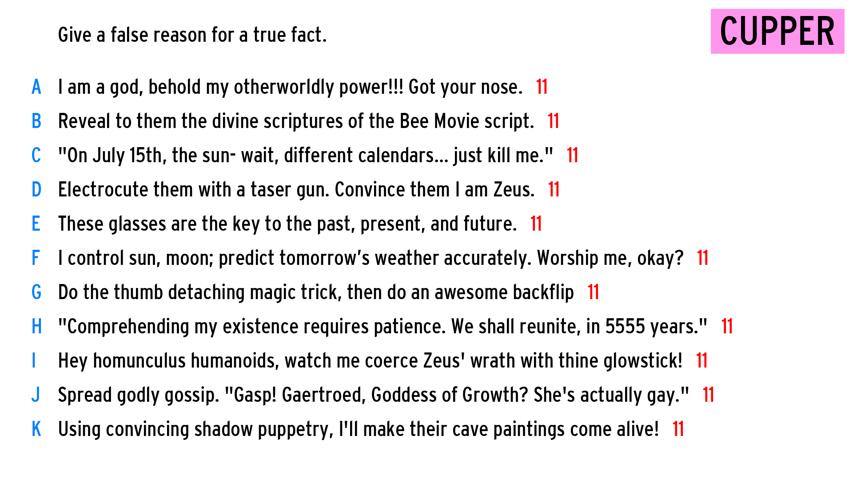 Give a false reason for a true fact.
CUPPER
A I am a god, behold my otherworldly power!!! Got your nose. 11
B Reveal to them the divine scriptures of the Bee Movie script. 11
C "On July 15th, the sun- wait, different calendars... just kill me." 11
D Electrocute them with a taser gun. Convince them I am Zeus. 11
E These glasses are the key to the past, present, and future. 11
F I control sun, moon; predict tomorrow's weather accurately. Worship me, okay? 11
G Do the thumb detaching magic trick, then do an awesome backflip 11
H "Comprehending my existence requires patience. We shall reunite, in 5555 years." 11
I Hey homunculus humanoids, watch me coerce Zeus' wrath with thine glowstick! 11
J Spread godly gossip. "Gasp! Gaertroed, Goddess of Growth? She's actually gay." 11
K Using convincing shadow puppetry, I'll make their cave paintings come alive! 11